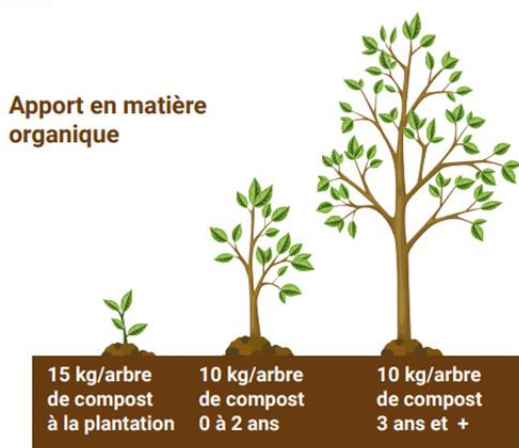 Apport en matière
organique
15 kg/arbre
de compost
à la plantation
10 kg/arbre
de compost
0 à 2 ans
10 kg/arbre
de compost
3 ans et +